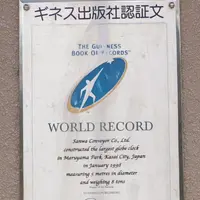 ギネス出版社認証文
THE GUINNESS
BOOK OF RECORDS
WORLD RECORD
Sanwa Conveyor Co., Ltd.
constructed the largest globe clock
in Maruyama Park, Kasai City, Japan
in January 1998
measuring 5 metres in diameter
and weighing 8 tons